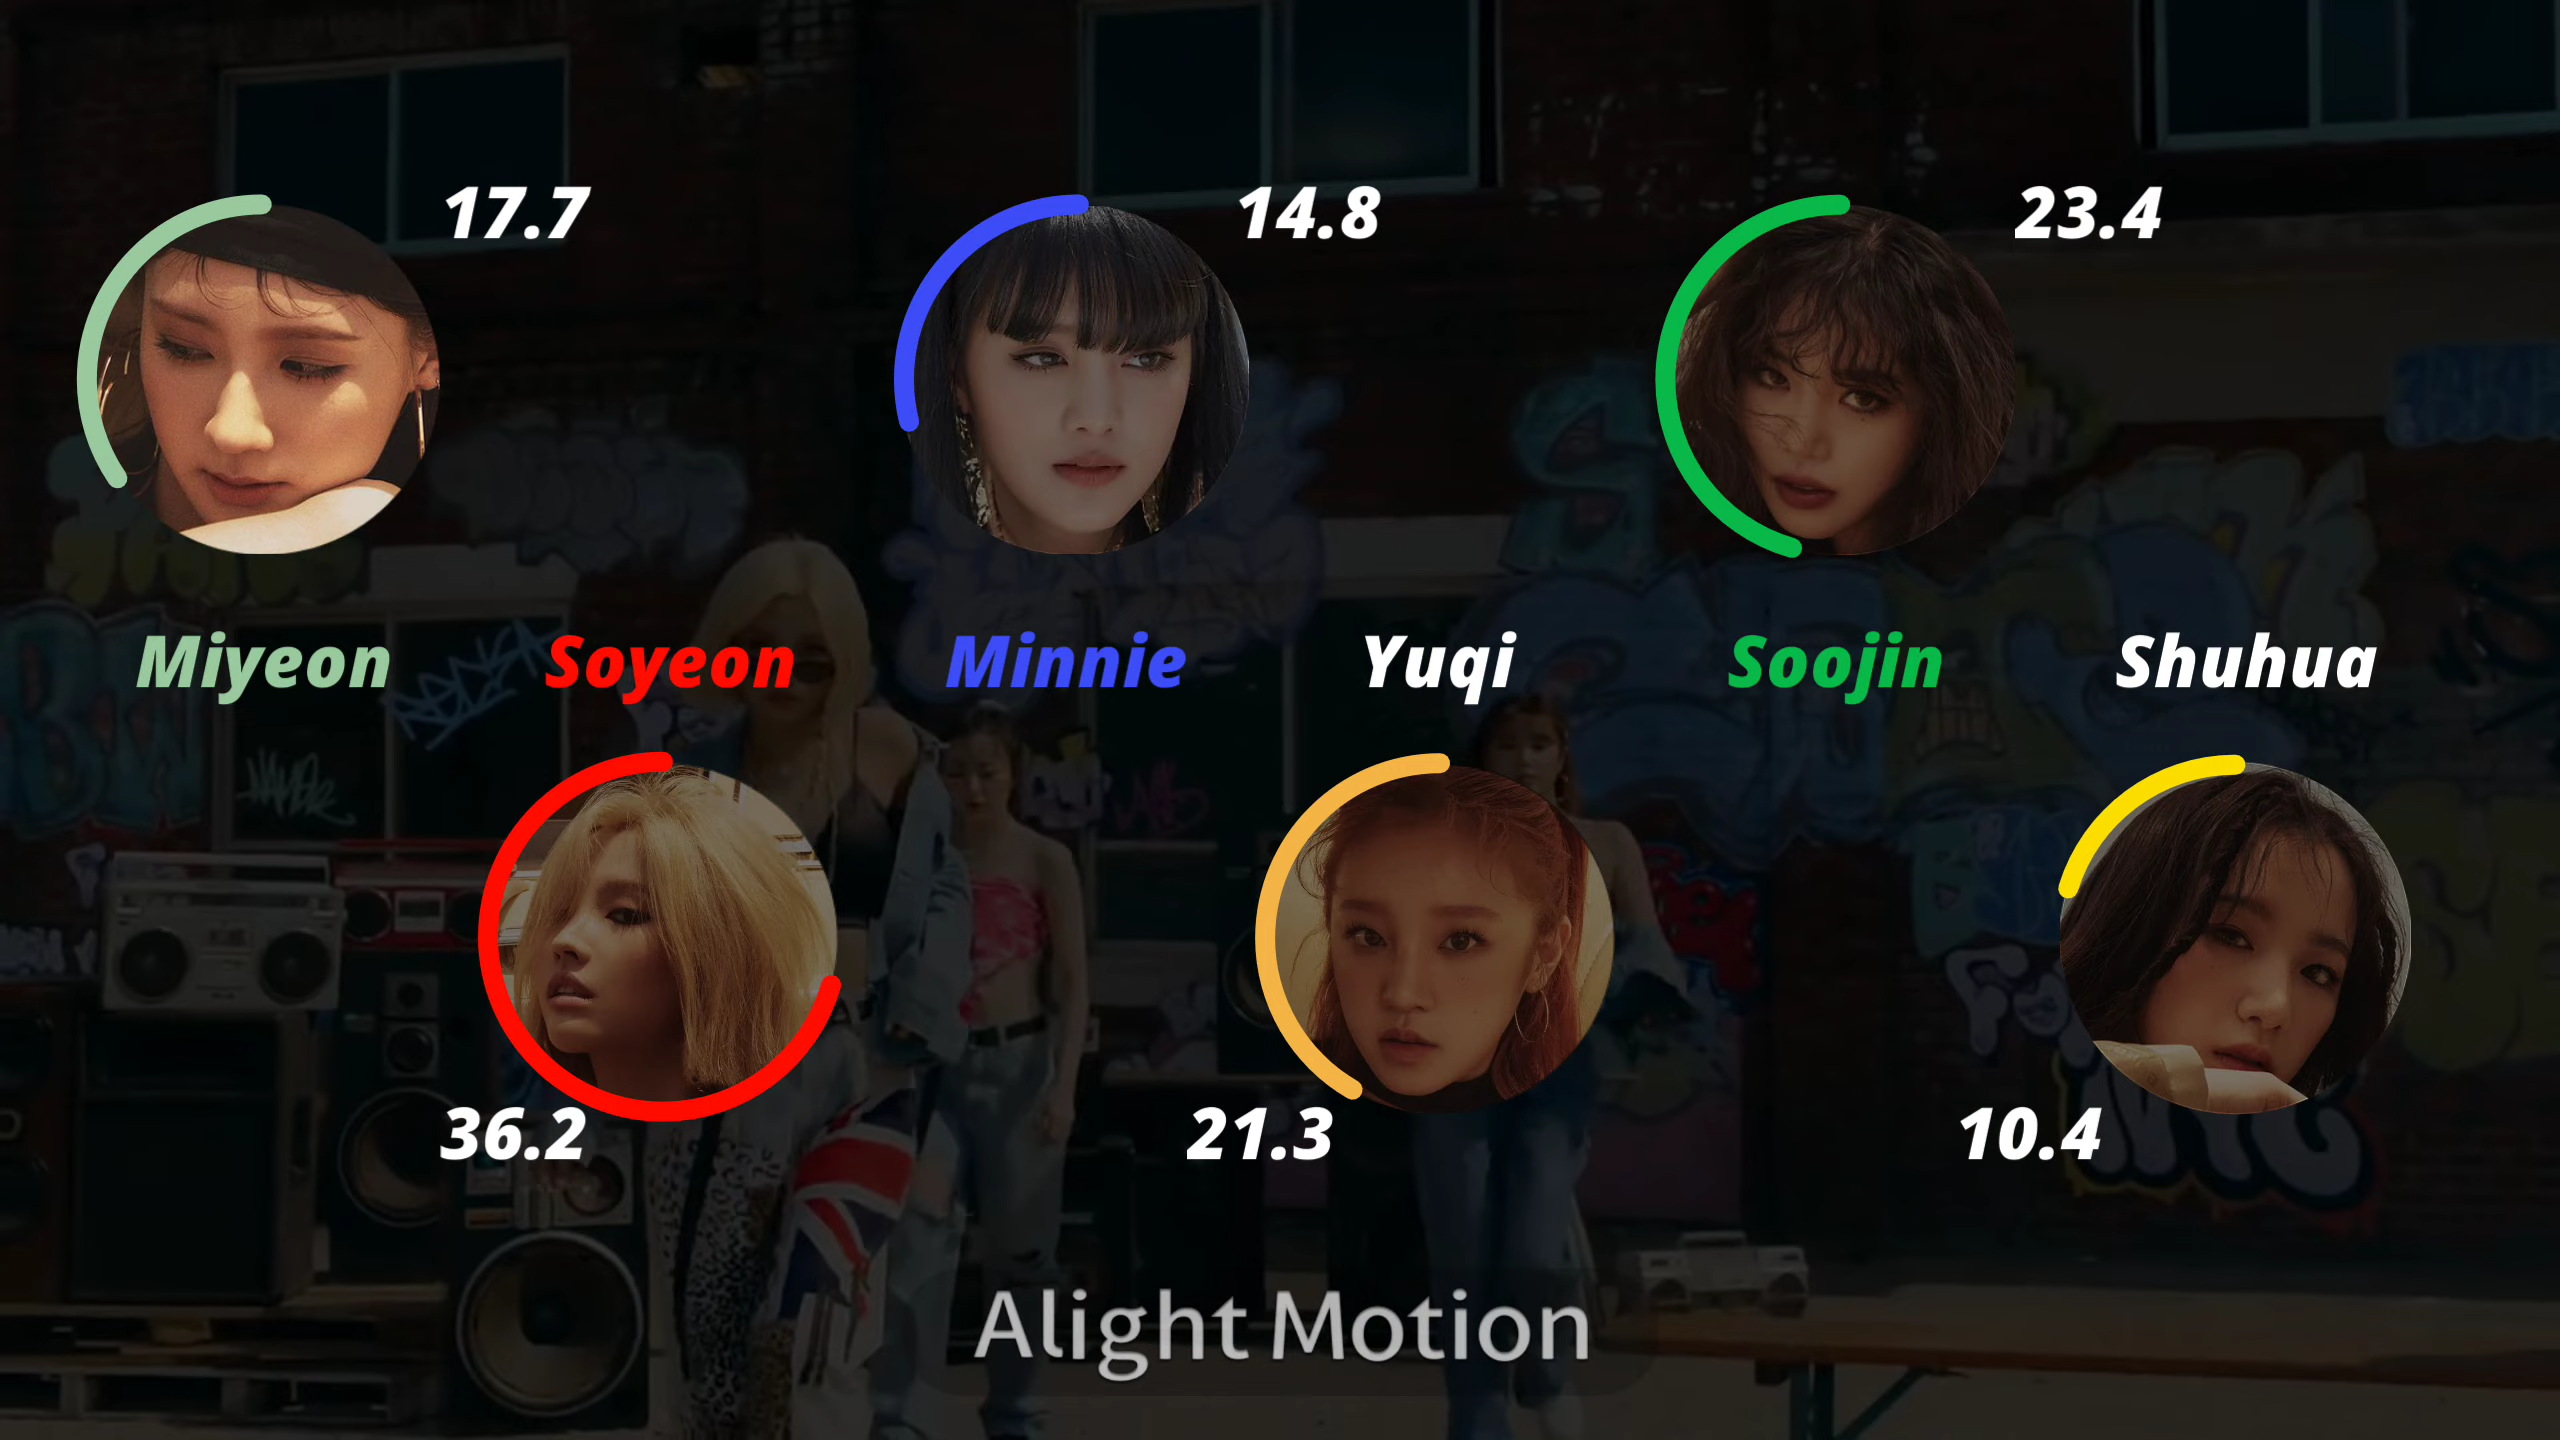 17.7
14.8
23.4
Miyeon
Soyeon
Minnie
Yuqi
Soojin
Shuhua
36.2
21.3
10.4
Alight Motion